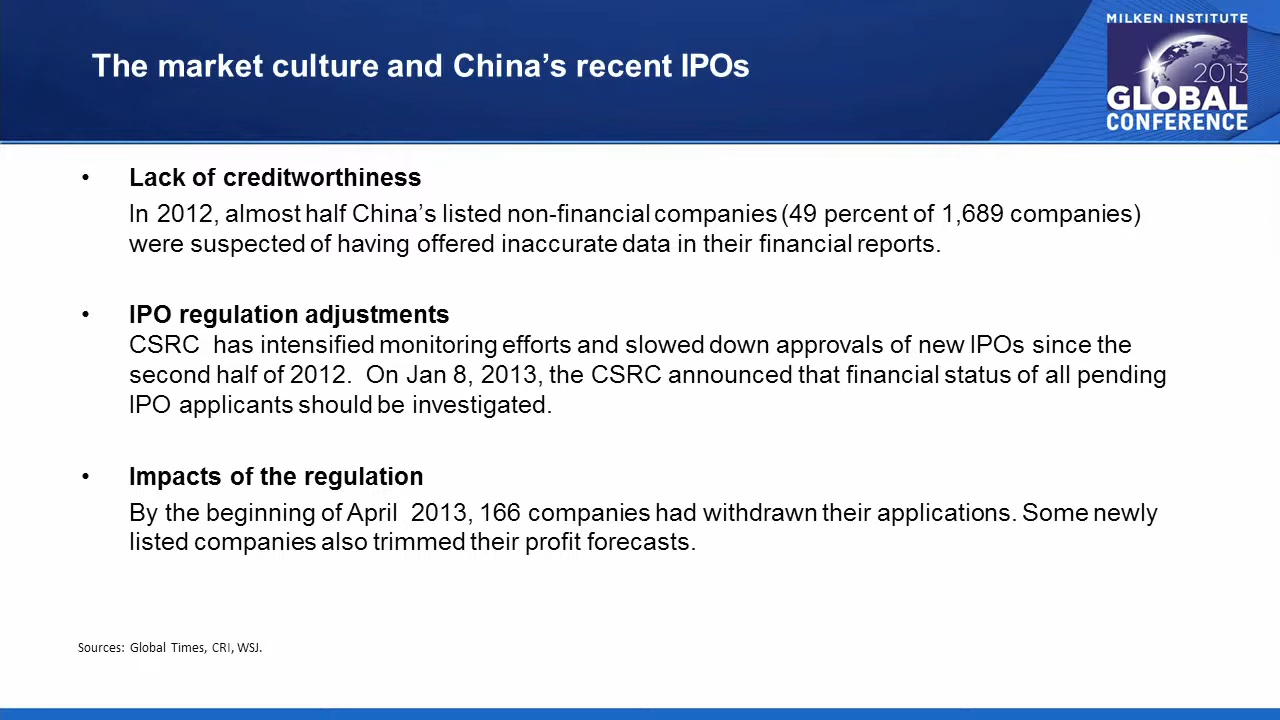 The market culture and China’s recent IPOs
MILKEN INSTITUTE
2013
GLOBAL
CONFERENCE
• Lack of creditworthiness
In 2012, almost half China’s listed non-financial companies (49 percent of 1,689 companies)
were suspected of having offered inaccurate data in their financial reports.
• IPO regulation adjustments
CSRC  has intensified monitoring efforts and slowed down approvals of new IPOs since the
second half of 2012.  On Jan 8, 2013, the CSRC announced that financial status of all pending
IPO applicants should be investigated.
• Impacts of the regulation
By the beginning of April  2013, 166 companies had withdrawn their applications. Some newly
listed companies also trimmed their profit forecasts.
Sources: Global Times, CRI, WSJ.